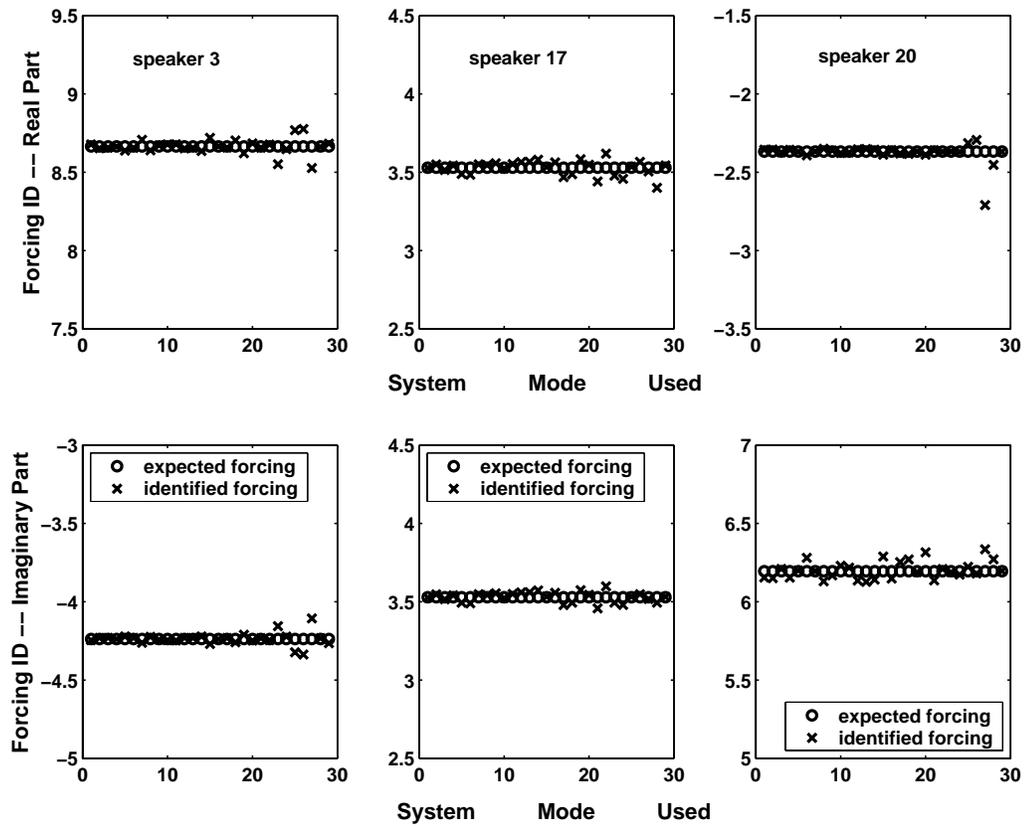 Forcing ID −− Real Part
9.5
9
8.5
8
7.5
speaker 3
0 10 20 30
4.5
4
3.5
3
2.5
speaker 17
0 10 20 30
−1.5
−2
−2.5
−3
−3.5
speaker 20
0 10 20 30
System Mode Used
Forcing ID −− Imaginary Part
−3
−3.5
−4
−4.5
−5
expected forcing
identified forcing
0 10 20 30
4.5
4
3.5
3
2.5
expected forcing
identified forcing
0 10 20 30
7
6.5
6
5.5
5
expected forcing
identified forcing
0 10 20 30
System Mode Used